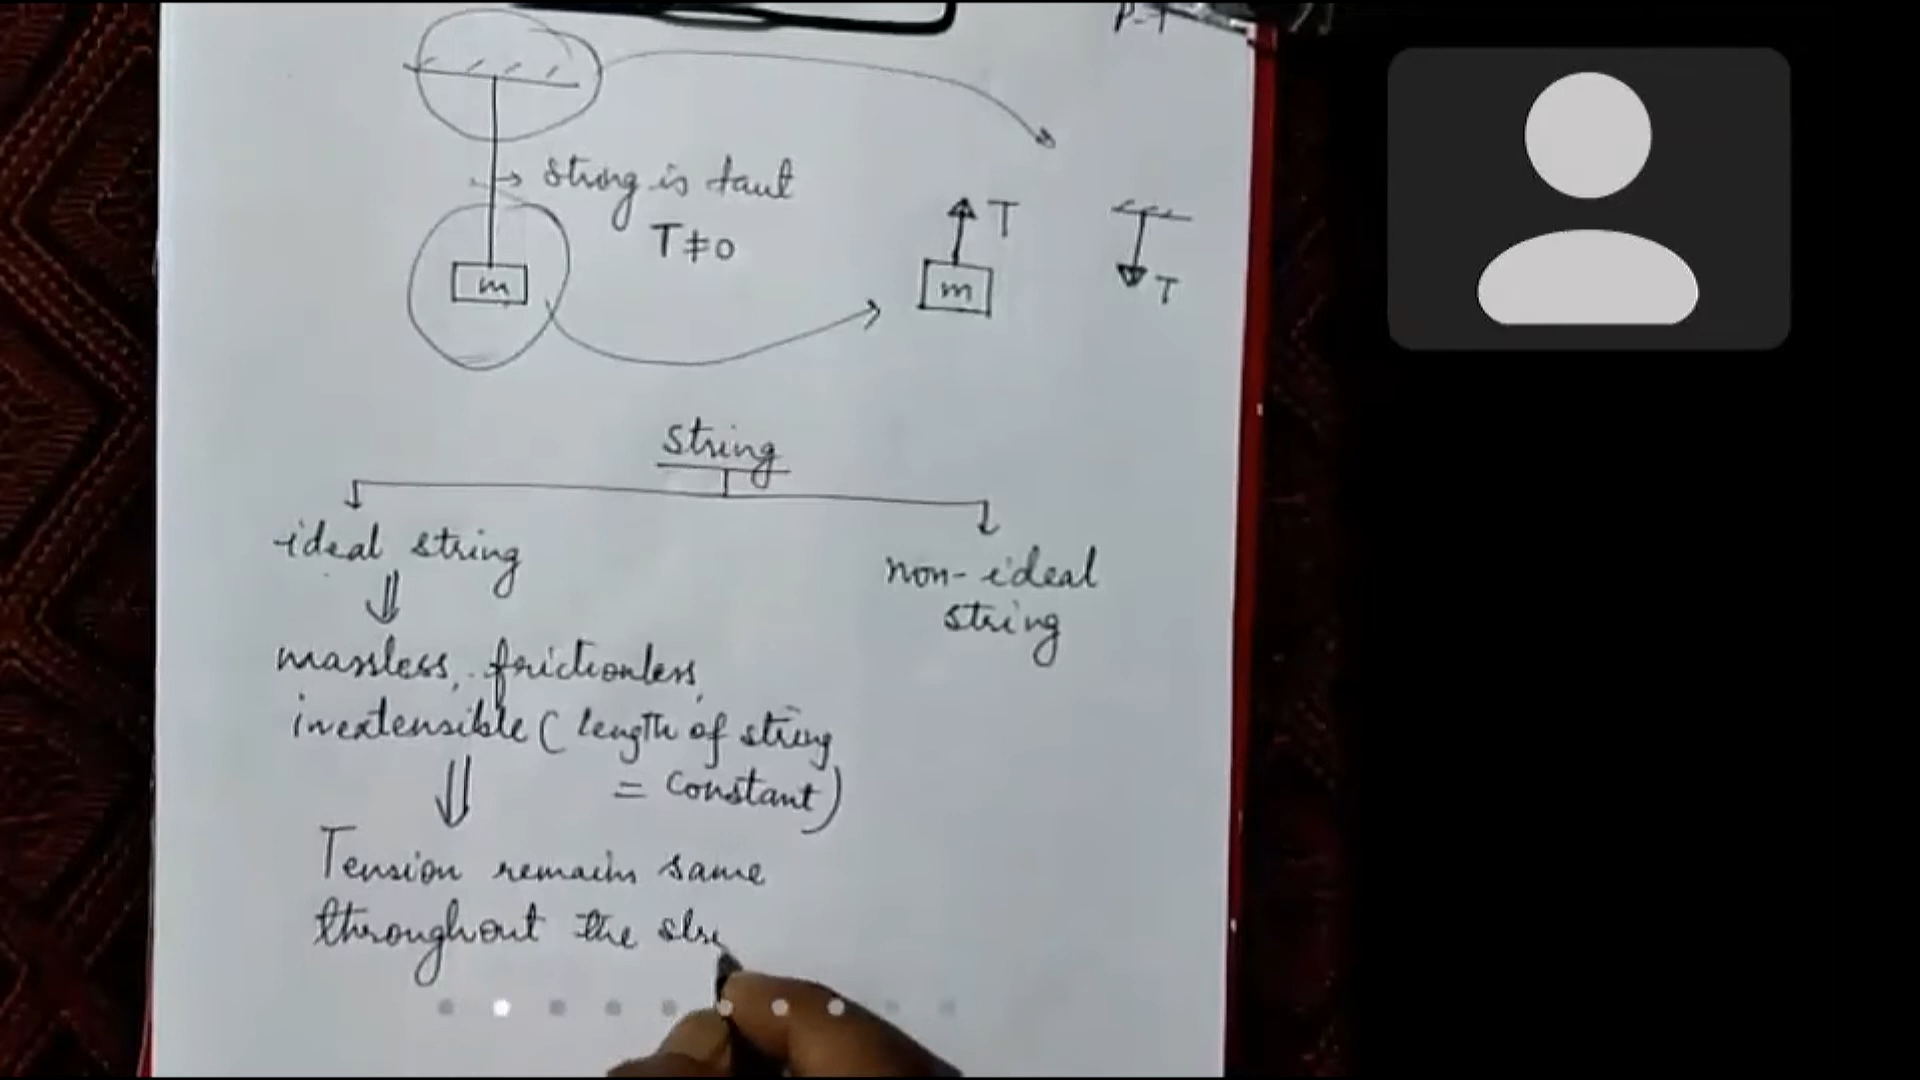 string is taut
T≠0
m
T
m
T
string
ideal string
non-ideal
string
massless, frictionless,
inextensible (length of string
= constant)
Tension remains same
throughout the